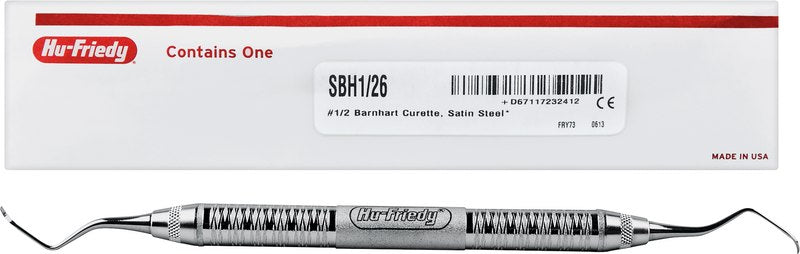 Hu-Friedy
Contains One
SBH1/26
+D67117232412
#1/2 Barnhart Curette, Satin Steel*
CE
FRY73 0613
MADE IN USA
Hu-Friedy